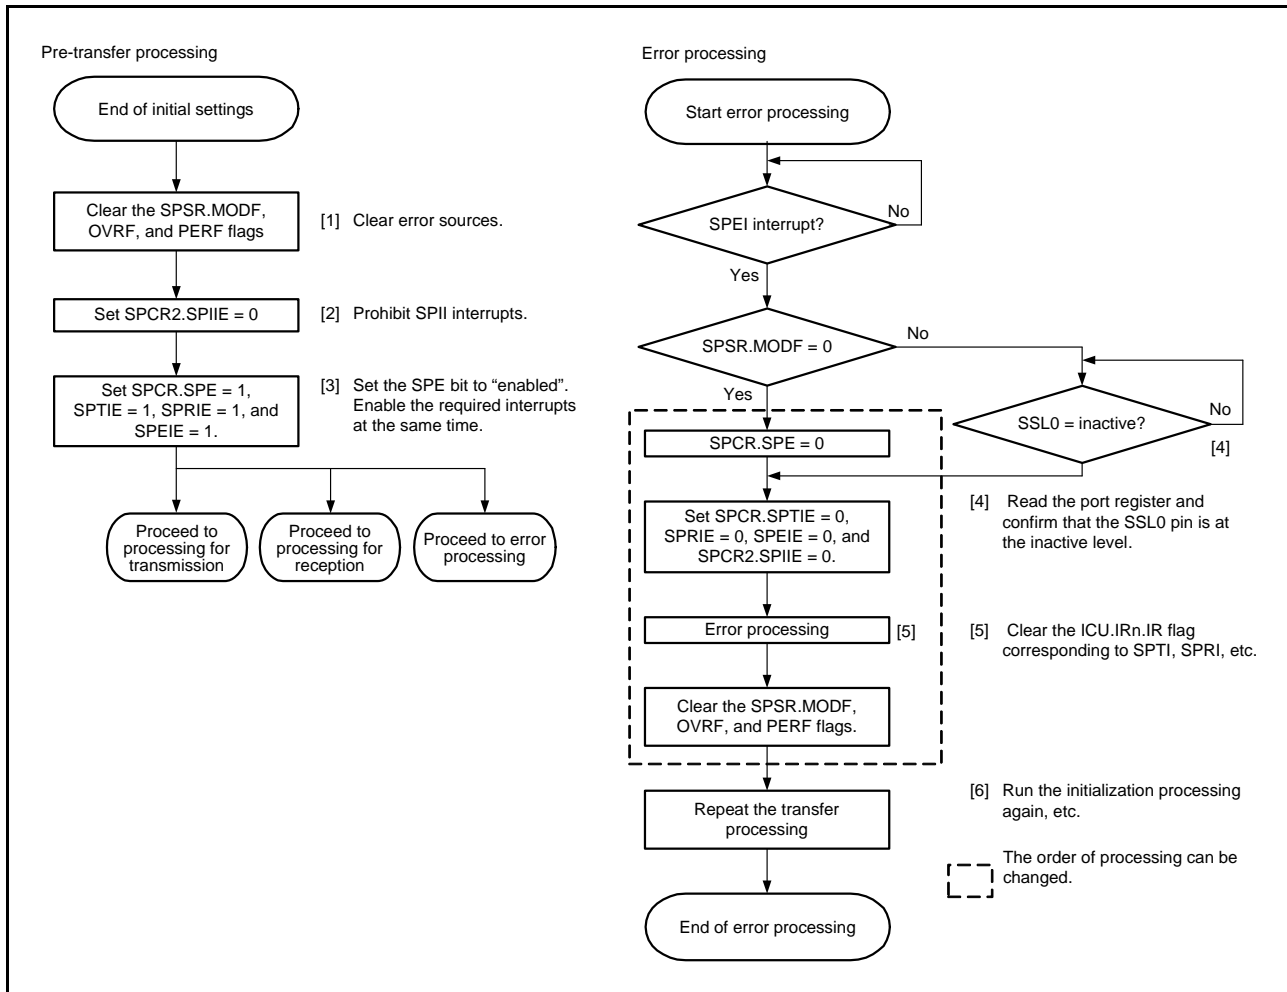 Pre-transfer processing
End of initial settings
Clear the SPSR.MODF,
OVRF, and PERF flags
[1] Clear error sources.
Set SPCR2.SPIIE = 0
[2] Prohibit SPII interrupts.
Set SPCR.SPE = 1,
SPTIE = 1, SPRIE = 1, and
SPEIE = 1.
[3] Set the SPE bit to “enabled”.
Enable the required interrupts
at the same time.
Proceed to
processing for
transmission
Proceed to
processing for
reception
Proceed to error
processing
Error processing
Start error processing
SPEI interrupt?
No
Yes
SPSR.MODF = 0
No
Yes
SSL0 = inactive?
No
[4]
SPCR.SPE = 0
Set SPCR.SPTIE = 0,
SPRIE = 0, SPEIE = 0, and
SPCR2.SPIIE = 0.
[4] Read the port register and
confirm that the SSL0 pin is at
the inactive level.
Error processing
[5]
[5] Clear the ICU.IRn.IR flag
corresponding to SPTI, SPRI, etc.
Clear the SPSR.MODF,
OVRF, and PERF flags.
Repeat the transfer
processing
[6] Run the initialization processing
again, etc.
The order of processing can be
changed.
End of error processing